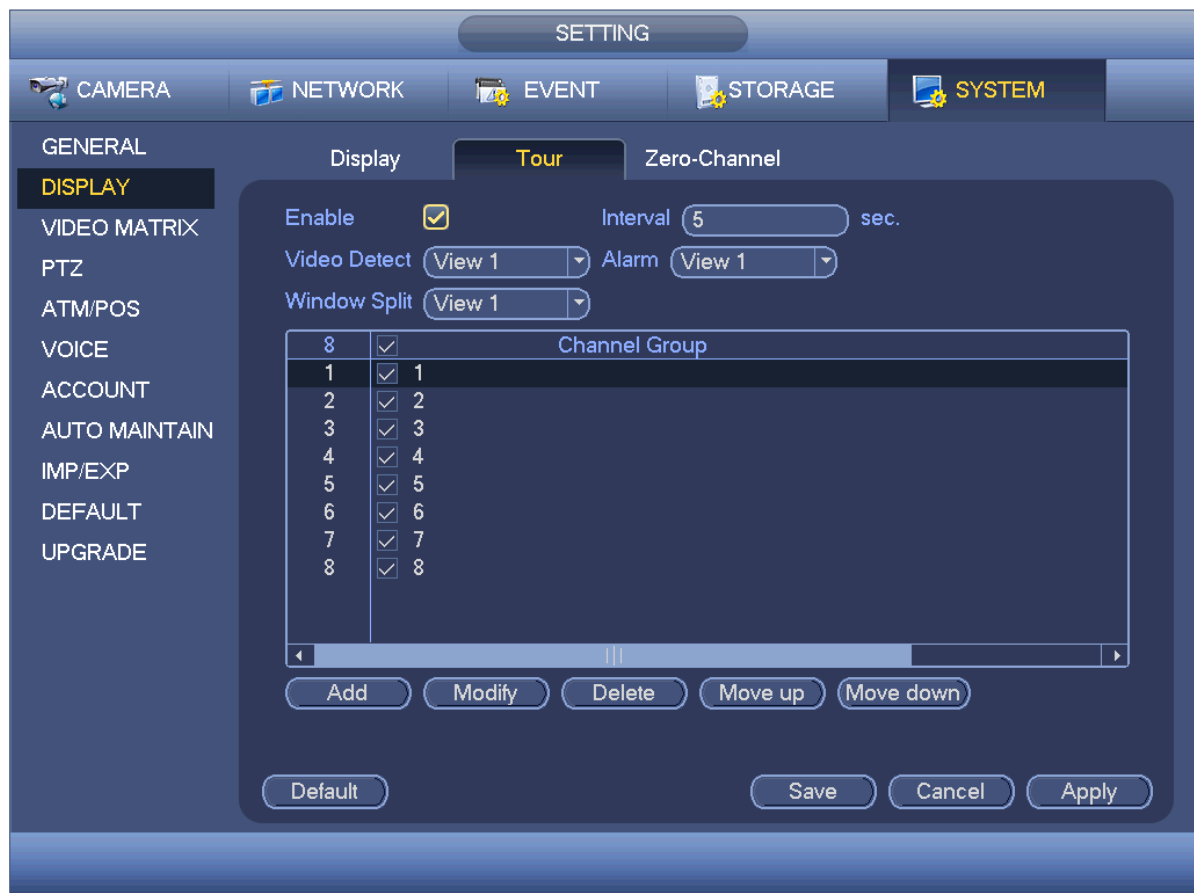 SETTING
CAMERA NETWORK EVENT STORAGE SYSTEM
GENERAL
DISPLAY
VIDEO MATRIX
PTZ
ATM/POS
VOICE
ACCOUNT
AUTO MAINTAIN
IMP/EXP
DEFAULT
UPGRADE
Display Tour Zero-Channel
Enable Interval 5 sec.
Video Detect View 1 Alarm View 1
Window Split View 1
8 Channel Group
1 1
2 2
3 3
4 4
5 5
6 6
7 7
8 8
Add Modify Delete Move up Move down
Default Save Cancel Apply